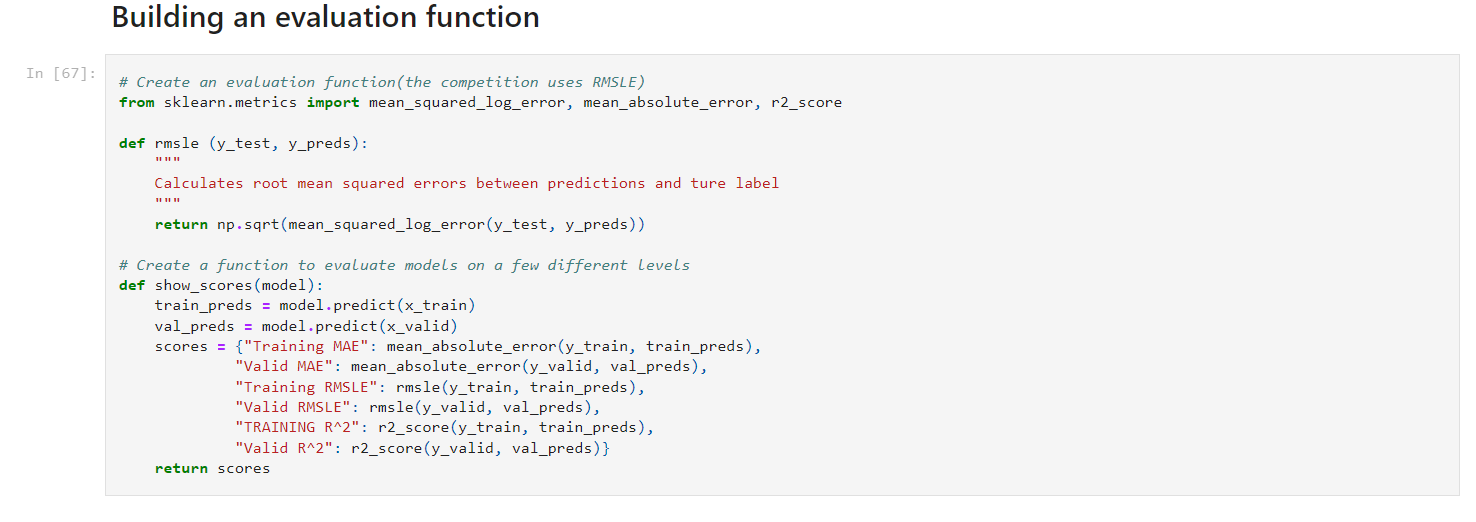 Building an evaluation function
In [67]:
# Create an evaluation function(the competition uses RMSLE)
from sklearn.metrics import mean_squared_log_error, mean_absolute_error, r2_score
def rmsle (y_test, y_preds):
    """
    Calculates root mean squared errors between predictions and ture label
    """
    return np.sqrt(mean_squared_log_error(y_test, y_preds))
# Create a function to evaluate models on a few different levels
def show_scores(model):
    train_preds = model.predict(x_train)
    val_preds = model.predict(x_valid)
    scores = {"Training MAE": mean_absolute_error(y_train, train_preds),
             "Valid MAE": mean_absolute_error(y_valid, val_preds),
             "Training RMSLE": rmsle(y_train, train_preds),
             "Valid RMSLE": rmsle(y_valid, val_preds),
             "TRAINING R^2": r2_score(y_train, train_preds),
             "Valid R^2": r2_score(y_valid, val_preds)}
    return scores